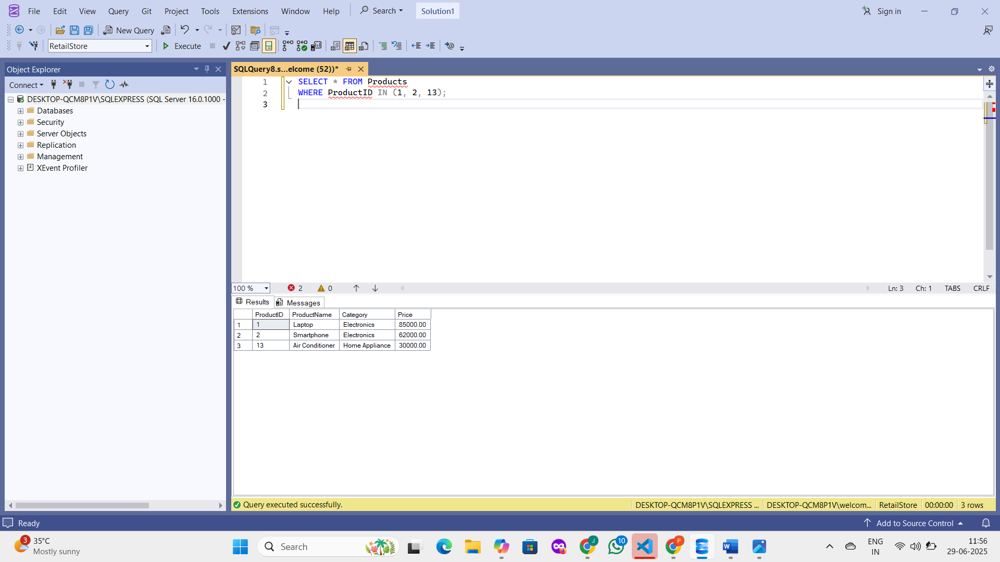 File Edit View Query Git Project Tools Extensions Window Help Search Solution1 Sign in
New Query
RetailStore Execute
Object Explorer
Connect
DESKTOP-QCM8P1V\SQLEXPRESS (SQL Server 16.0.1000 -
Databases
Security
Server Objects
Replication
Management
XEvent Profiler
SQLQuery8.s...elcome (52))*
1 SELECT * FROM Products
2 WHERE ProductID IN (1, 2, 13);
3
100 % 2 0 Ln: 3 Ch: 1 TABS CRLF
Results Messages
ProductID ProductName Category Price
1 1 Laptop Electronics 85000.00
2 2 Smartphone Electronics 62000.00
3 13 Air Conditioner Home Appliance 30000.00
Query executed successfully. DESKTOP-QCM8P1V\SQLEXPRESS ... DESKTOP-QCM8P1V\welcom... RetailStore 00:00:00 3 rows
Ready Add to Source Control
3 35°C
Mostly sunny
Search
J
10
P
ENG
IN
11:56
29-06-2025